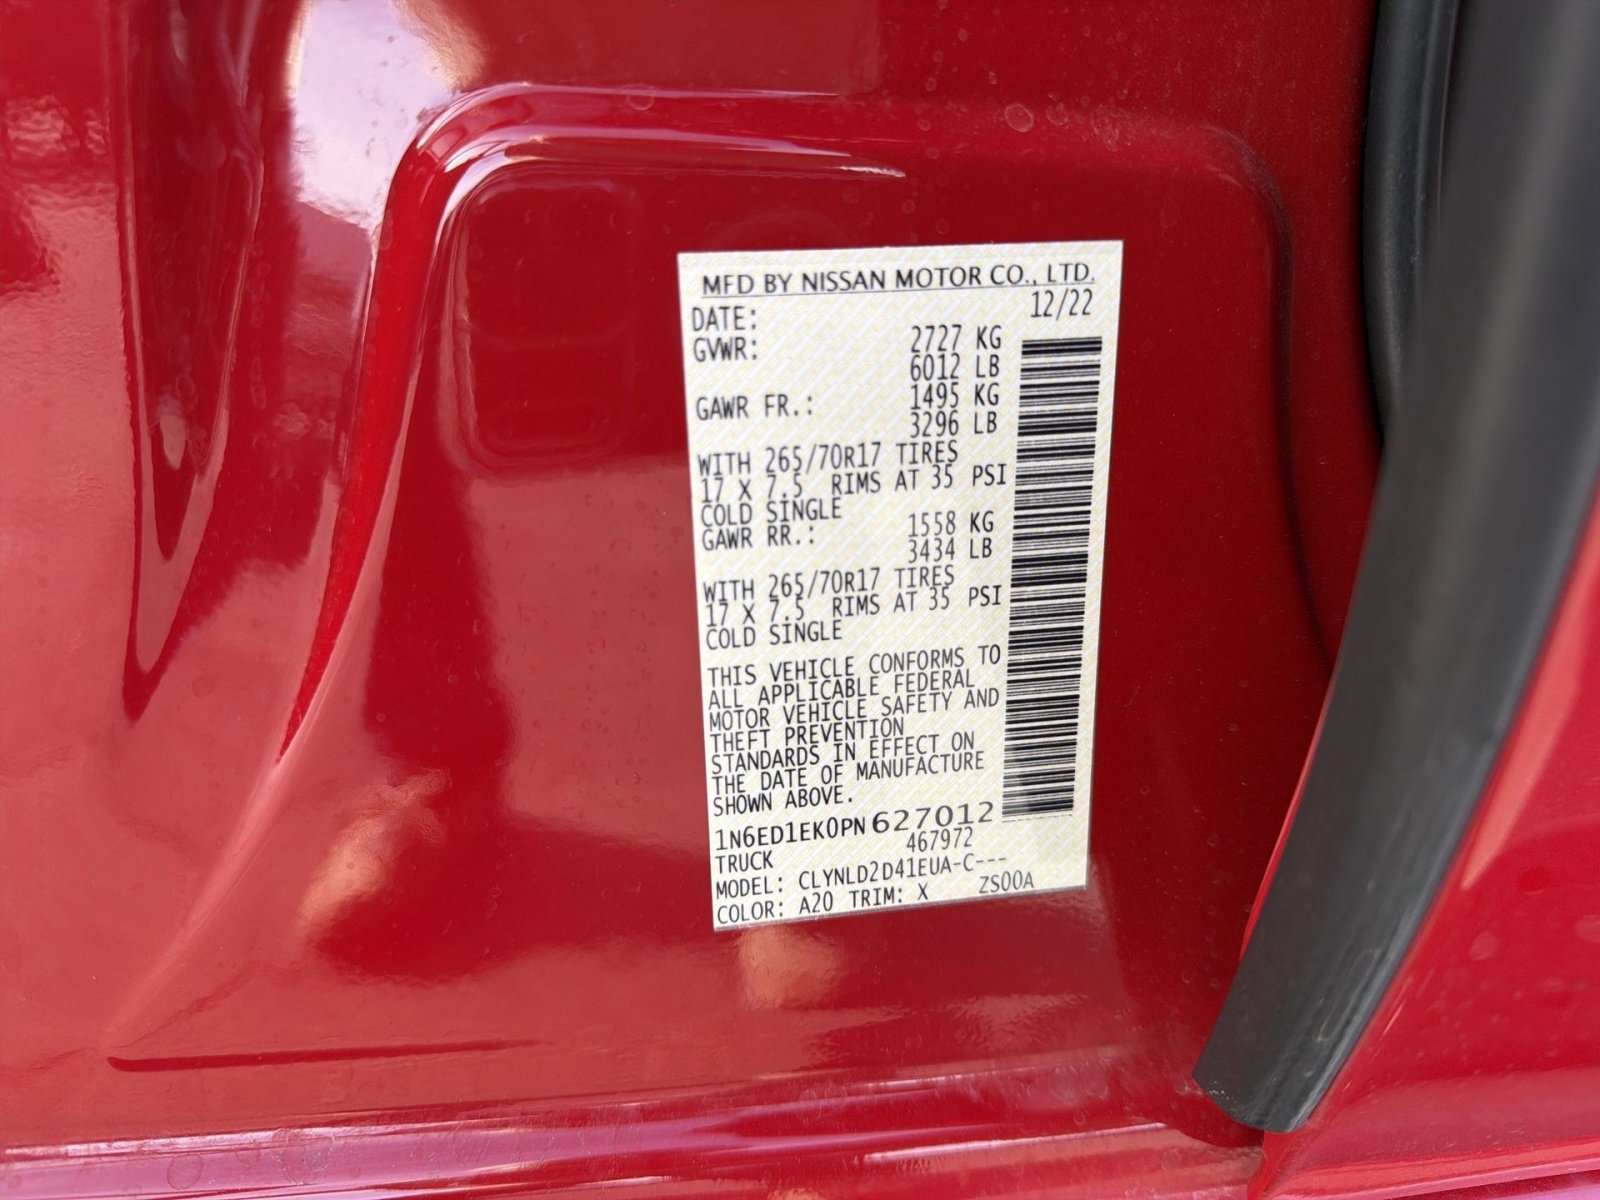 MFD BY NISSAN MOTOR CO., LTD.
DATE: 12/22
GVWR: 2727 KG
6012 LB
GAWR FR.: 1495 KG
3296 LB
WITH 265/70R17 TIRES
17 X 7.5 RIMS AT 35 PSI
COLD SINGLE
GAWR RR.: 1558 KG
3434 LB
WITH 265/70R17 TIRES
17 X 7.5 RIMS AT 35 PSI
COLD SINGLE
THIS VEHICLE CONFORMS TO
ALL APPLICABLE FEDERAL
MOTOR VEHICLE SAFETY AND
THEFT PREVENTION
STANDARDS IN EFFECT ON
THE DATE OF MANUFACTURE
SHOWN ABOVE.
1N6ED1EK0PN627012
TRUCK 467972
MODEL: CLYNLD2D41EUA-C---
COLOR: A20 TRIM: X ZS00A